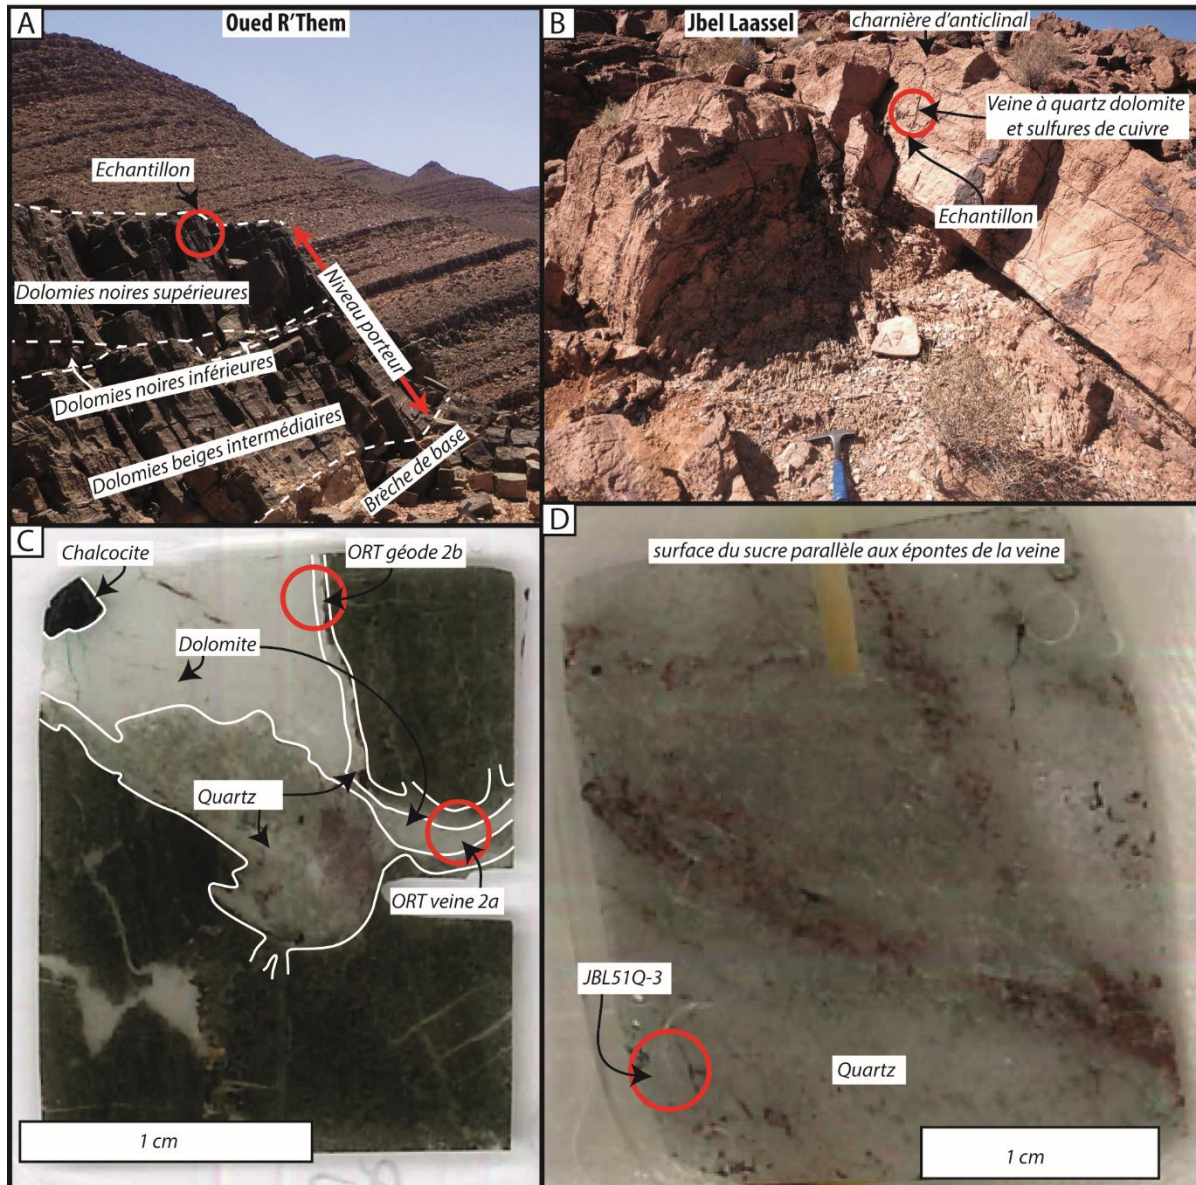 A
Oued R'Them
Echantillon
Dolomies noires supérieures
Niveau porteur
Dolomies noires inférieures
Dolomies beiges intermédiaires
Brèche de base
B
Jbel Laassel
charnière d'anticlinal
Veine à quartz dolomite
et sulfures de cuivre
Echantillon
A7
C
Chalcocite
ORT géode 2b
Dolomite
Quartz
ORT veine 2a
1 cm
D
surface du sucre parallèle aux épontes de la veine
JBL51Q-3
Quartz
1 cm